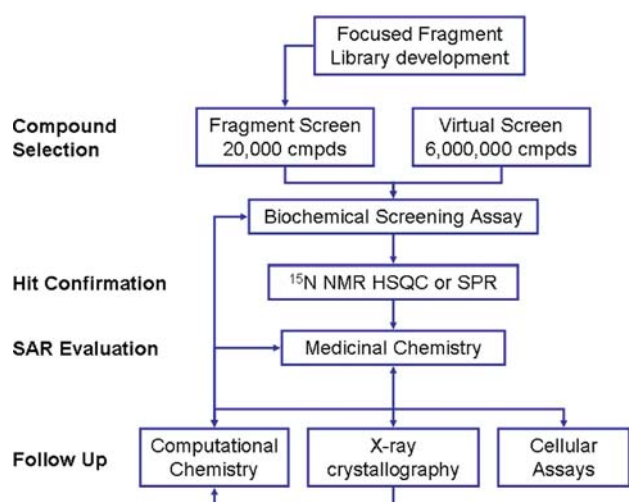 Focused Fragment
Library development
Compound
Selection
Fragment Screen
20,000 cmpds
Virtual Screen
6,000,000 cmpds
Biochemical Screening Assay
Hit Confirmation
¹⁵N NMR HSQC or SPR
SAR Evaluation
Medicinal Chemistry
Follow Up
Computational
Chemistry
X-ray
crystallography
Cellular
Assays